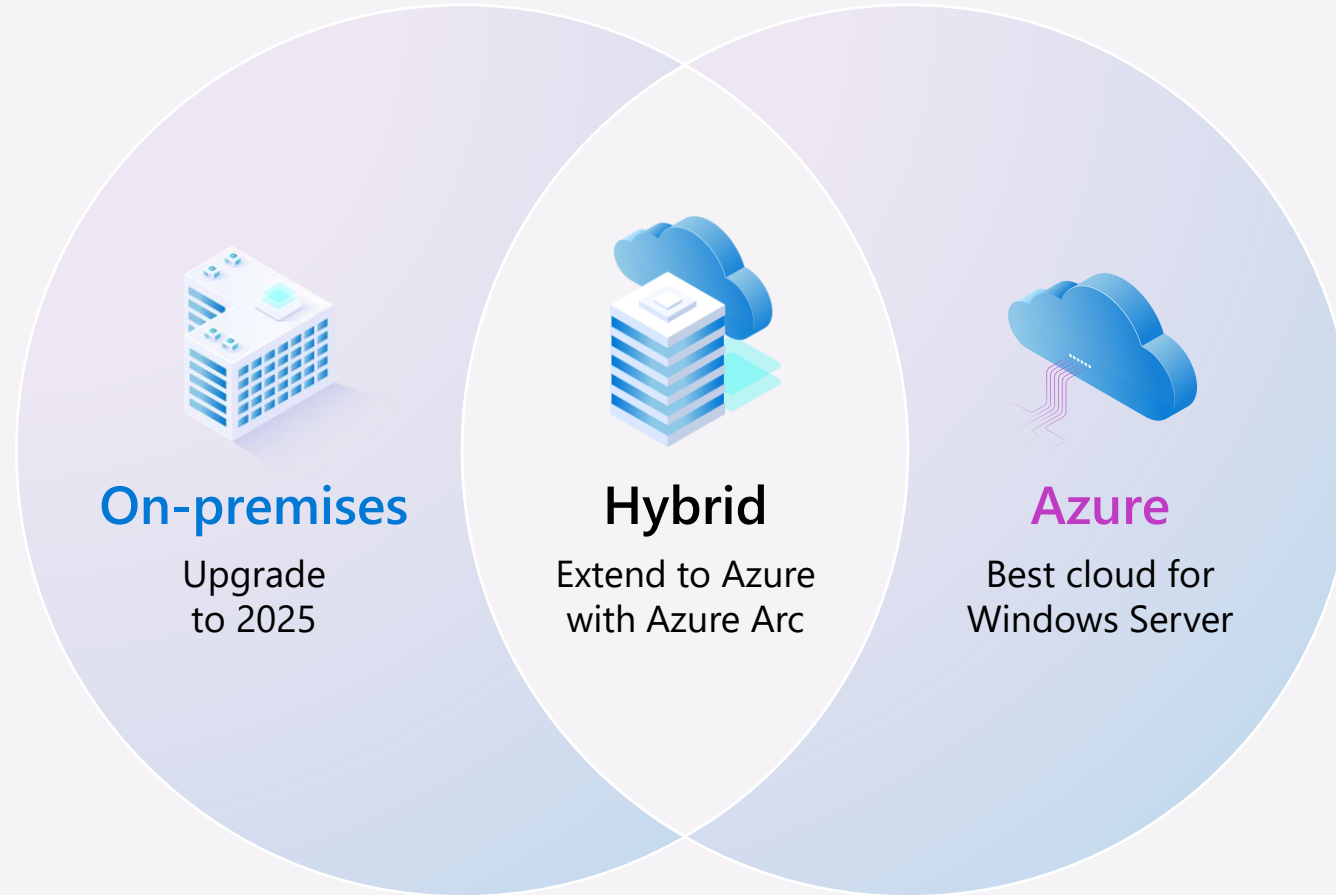 On-premises
Upgrade
to 2025
Hybrid
Extend to Azure
with Azure Arc
Azure
Best cloud for
Windows Server